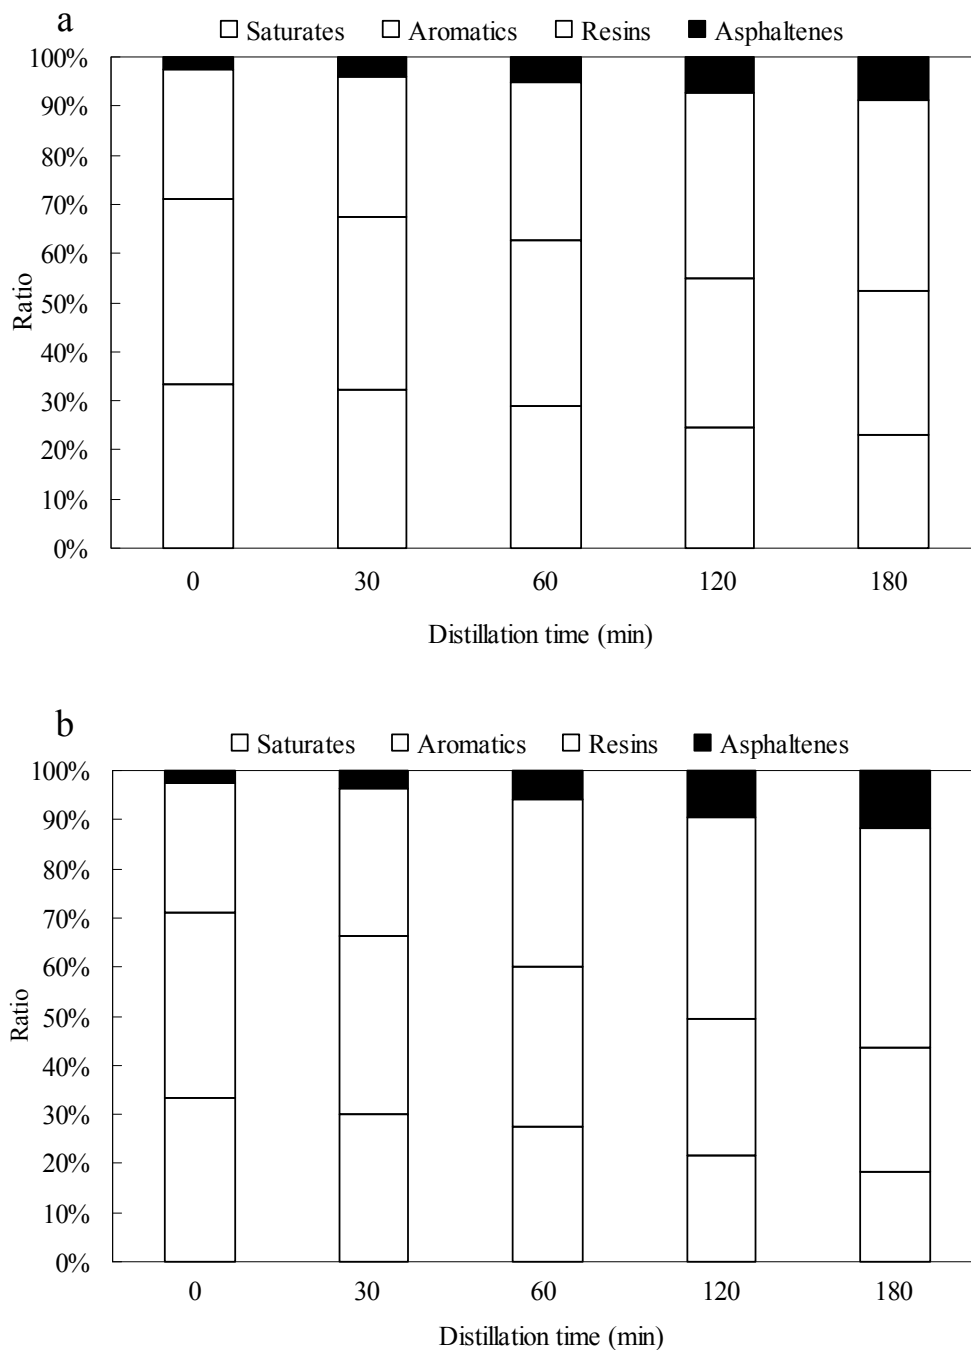 a
Saturates Aromatics Resins Asphaltenes
100%
90%
80%
70%
60%
50%
40%
30%
20%
10%
0%
Ratio
0 30 60 120 180
Distillation time (min)
b
Saturates Aromatics Resins Asphaltenes
100%
90%
80%
70%
60%
50%
40%
30%
20%
10%
0%
Ratio
0 30 60 120 180
Distillation time (min)